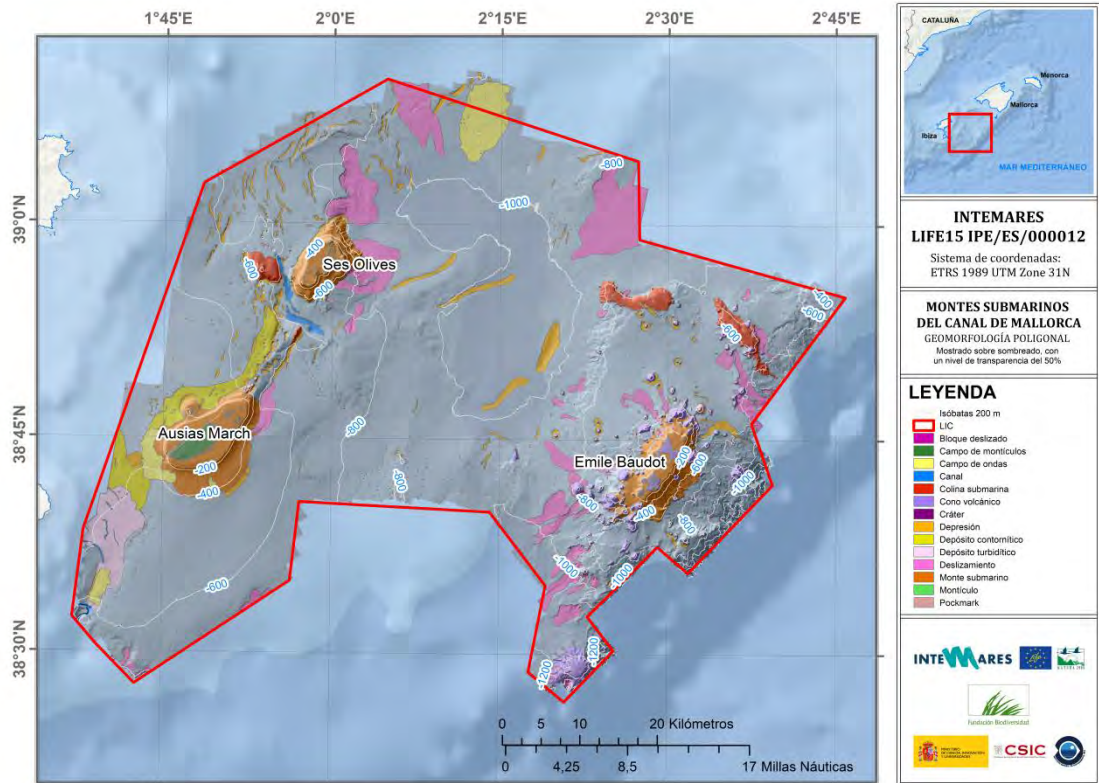 1°45'E
2°0'E
2°15'E
2°30'E
2°45'E
39°0'N
38°45'N
38°30'N
-800
-1000
-400
Ses Olives
-600
-600
-400
-600
-600
Ausias March
-200
-400
-800
-800
Emile Baudot
-200
-600
-800
-400
-800
-1000
-1000
-1000
-600
-1200
-1200
0 5 10 20 Kilómetros
0 4,25 8,5 17 Millas Náuticas
CATALUÑA
Menorca
Mallorca
Ibiza
MAR MEDITERRÁNEO
INTEMARES
LIFE15 IPE/ES/000012
Sistema de coordenadas:
ETRS 1989 UTM Zone 31N
MONTES SUBMARINOS
DEL CANAL DE MALLORCA
GEOMORFOLOGÍA POLIGONAL
Mostrado sobre sombreado, con
un nivel de transparencia del 50%
LEYENDA
Isóbatas 200 m
LIC
Bloque deslizado
Campo de montículos
Campo de ondas
Canal
Colina submarina
Cono volcánico
Cráter
Depresión
Depósito contornítico
Depósito turbidítico
Deslizamiento
Monte submarino
Montículo
Pockmark
INTEMARES
Fundación Biodiversidad
CSIC